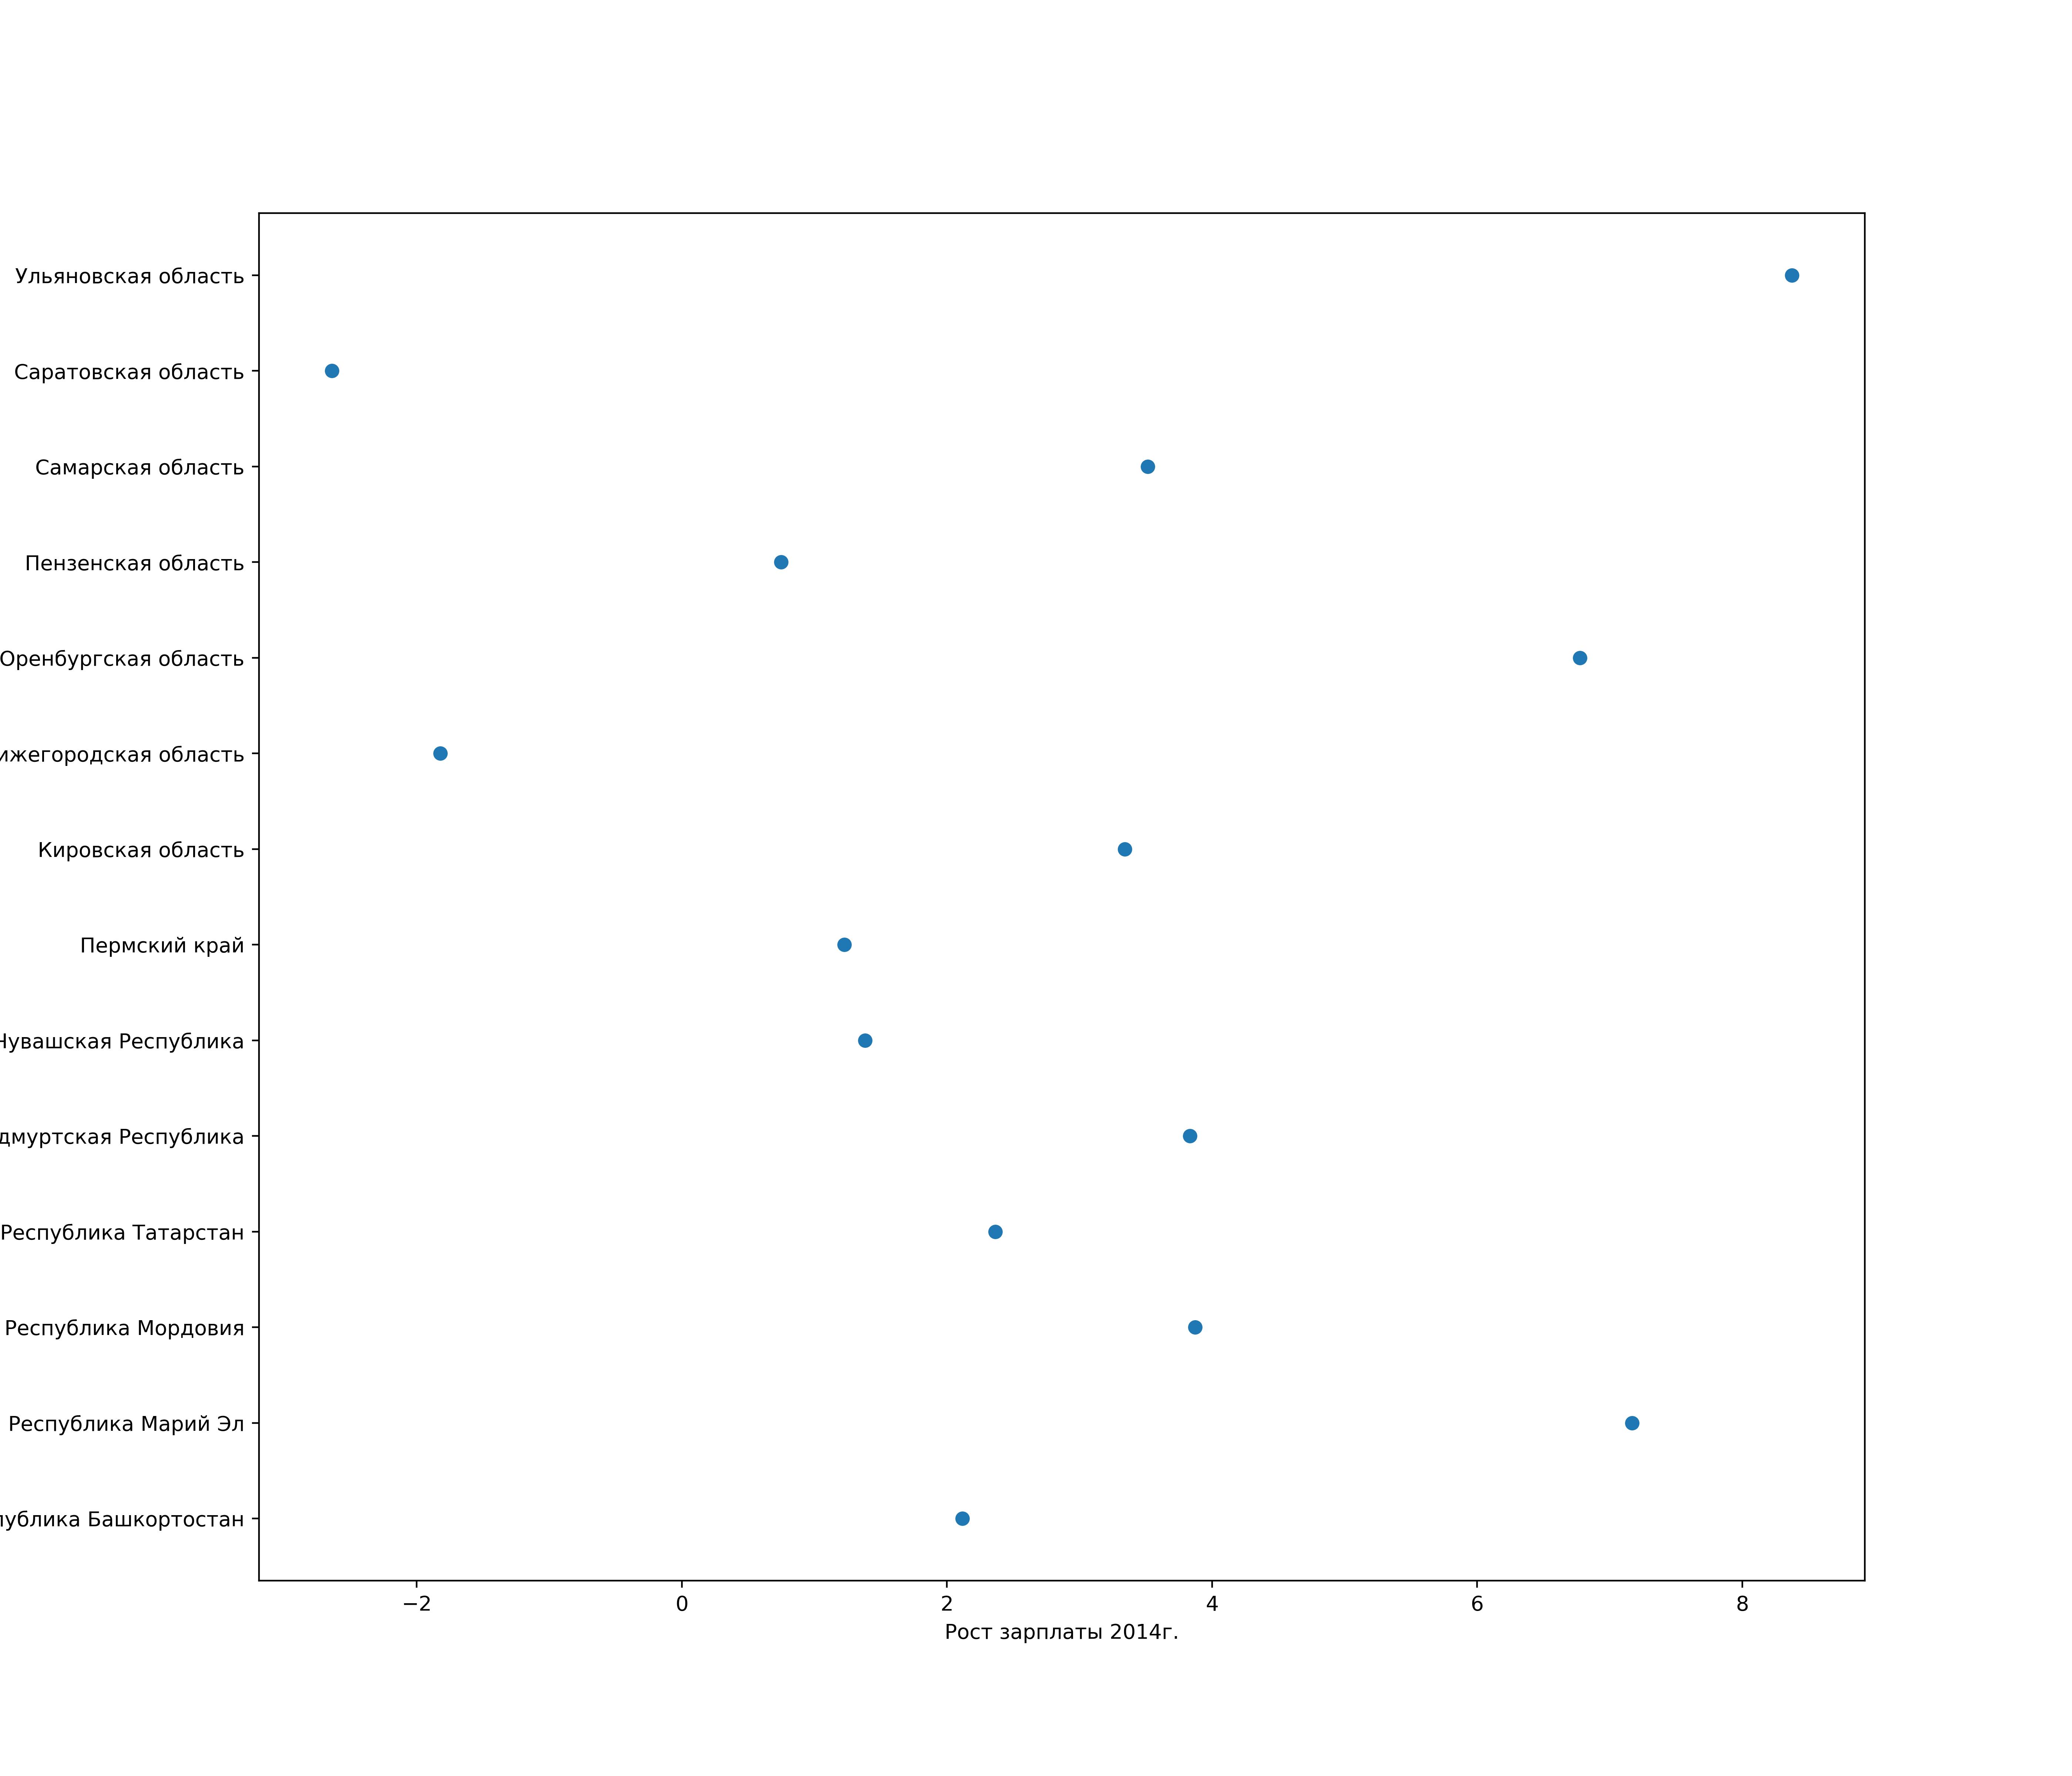 Ульяновская область
Саратовская область
Самарская область
Пензенская область
Оренбургская область
ижегородская область
Кировская область
Пермский край
Чувашская Республика
дмуртская Республика
Республика Татарстан
Республика Мордовия
Республика Марий Эл
публика Башкортостан
−2 0 2 4 6 8
Рост зарплаты 2014г.